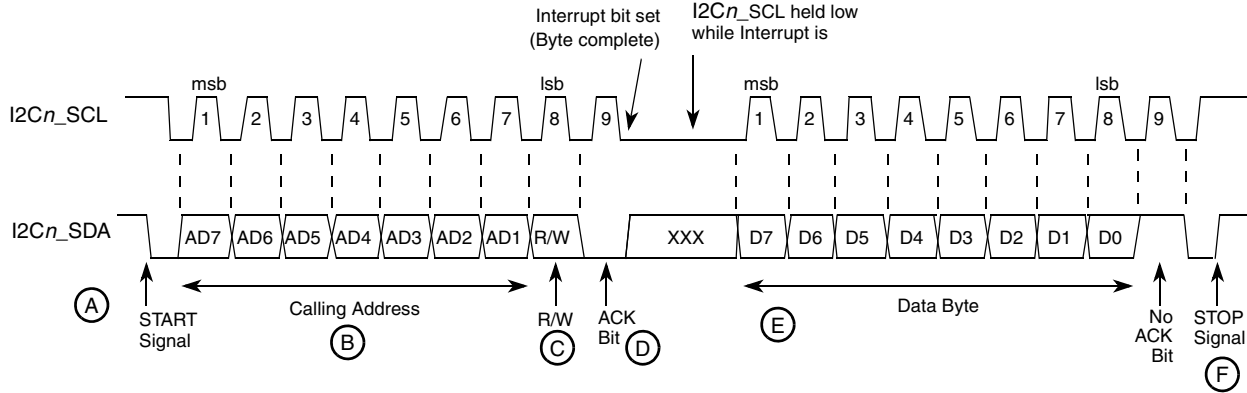 Interrupt bit set
(Byte complete)
I2Cn_SCL held low
while Interrupt is
msb lsb msb lsb
I2Cn_SCL 1 2 3 4 5 6 7 8 9 1 2 3 4 5 6 7 8 9
I2Cn_SDA AD7 AD6 AD5 AD4 AD3 AD2 AD1 R/W XXX D7 D6 D5 D4 D3 D2 D1 D0
A
START
Signal
Calling Address
B
R/W
C
ACK
Bit
D
E
Data Byte
No
ACK
Bit
STOP
Signal
F